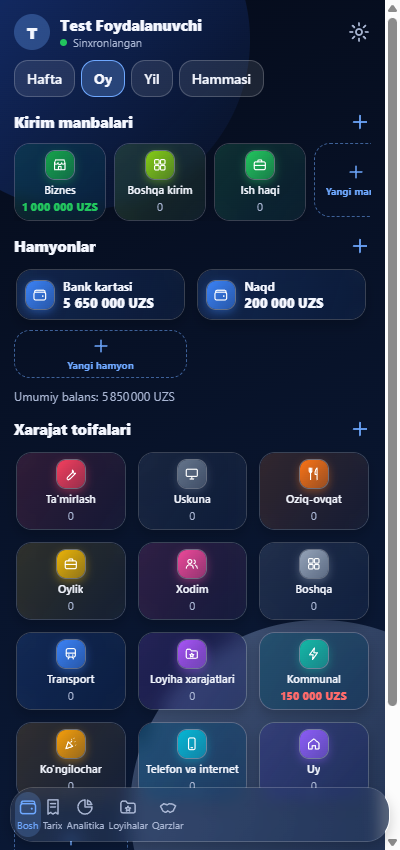 T
Test Foydalanuvchi
Sinxronlangan
Hafta Oy Yil Hammasi
Kirim manbalari
Biznes Boshqa kirim Ish haqi
1 000 000 UZS 0 0
Hamyonlar
Bank kartasi Naqd
5 650 000 UZS 200 000 UZS
Yangi hamyon
Umumiy balans: 5 850 000 UZS
Xarajat toifalari
Ta'mirlash Uskuna Oziq-ovqat
0 0 0
Oylik Xodim Boshqa
0 0 0
Transport Loyiha xarajatlari Kommunal
0 0 150 000 UZS
Ko'ngilochar Telefon va internet Uy
0 0 0
Bosh Tarix Analitika Loyihalar Qarzlar